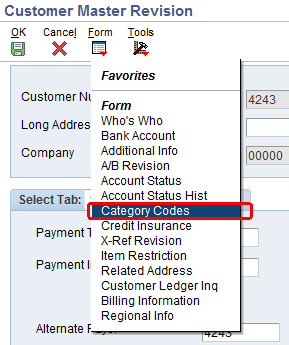 Customer Master Revision
OK Cancel Form Tools
Favorites
Customer Nu 4243
Long Address
Company 00000
Form
Who's Who
Bank Account
Additional Info
A/B Revision
Account Status
Account Status Hist
Category Codes
Credit Insurance
X-Ref Revision
Item Restriction
Related Address
Customer Ledger Inq
Billing Information
Regional Info
Select Tab:
Payment T
Payment I
Alternate Payer 4243